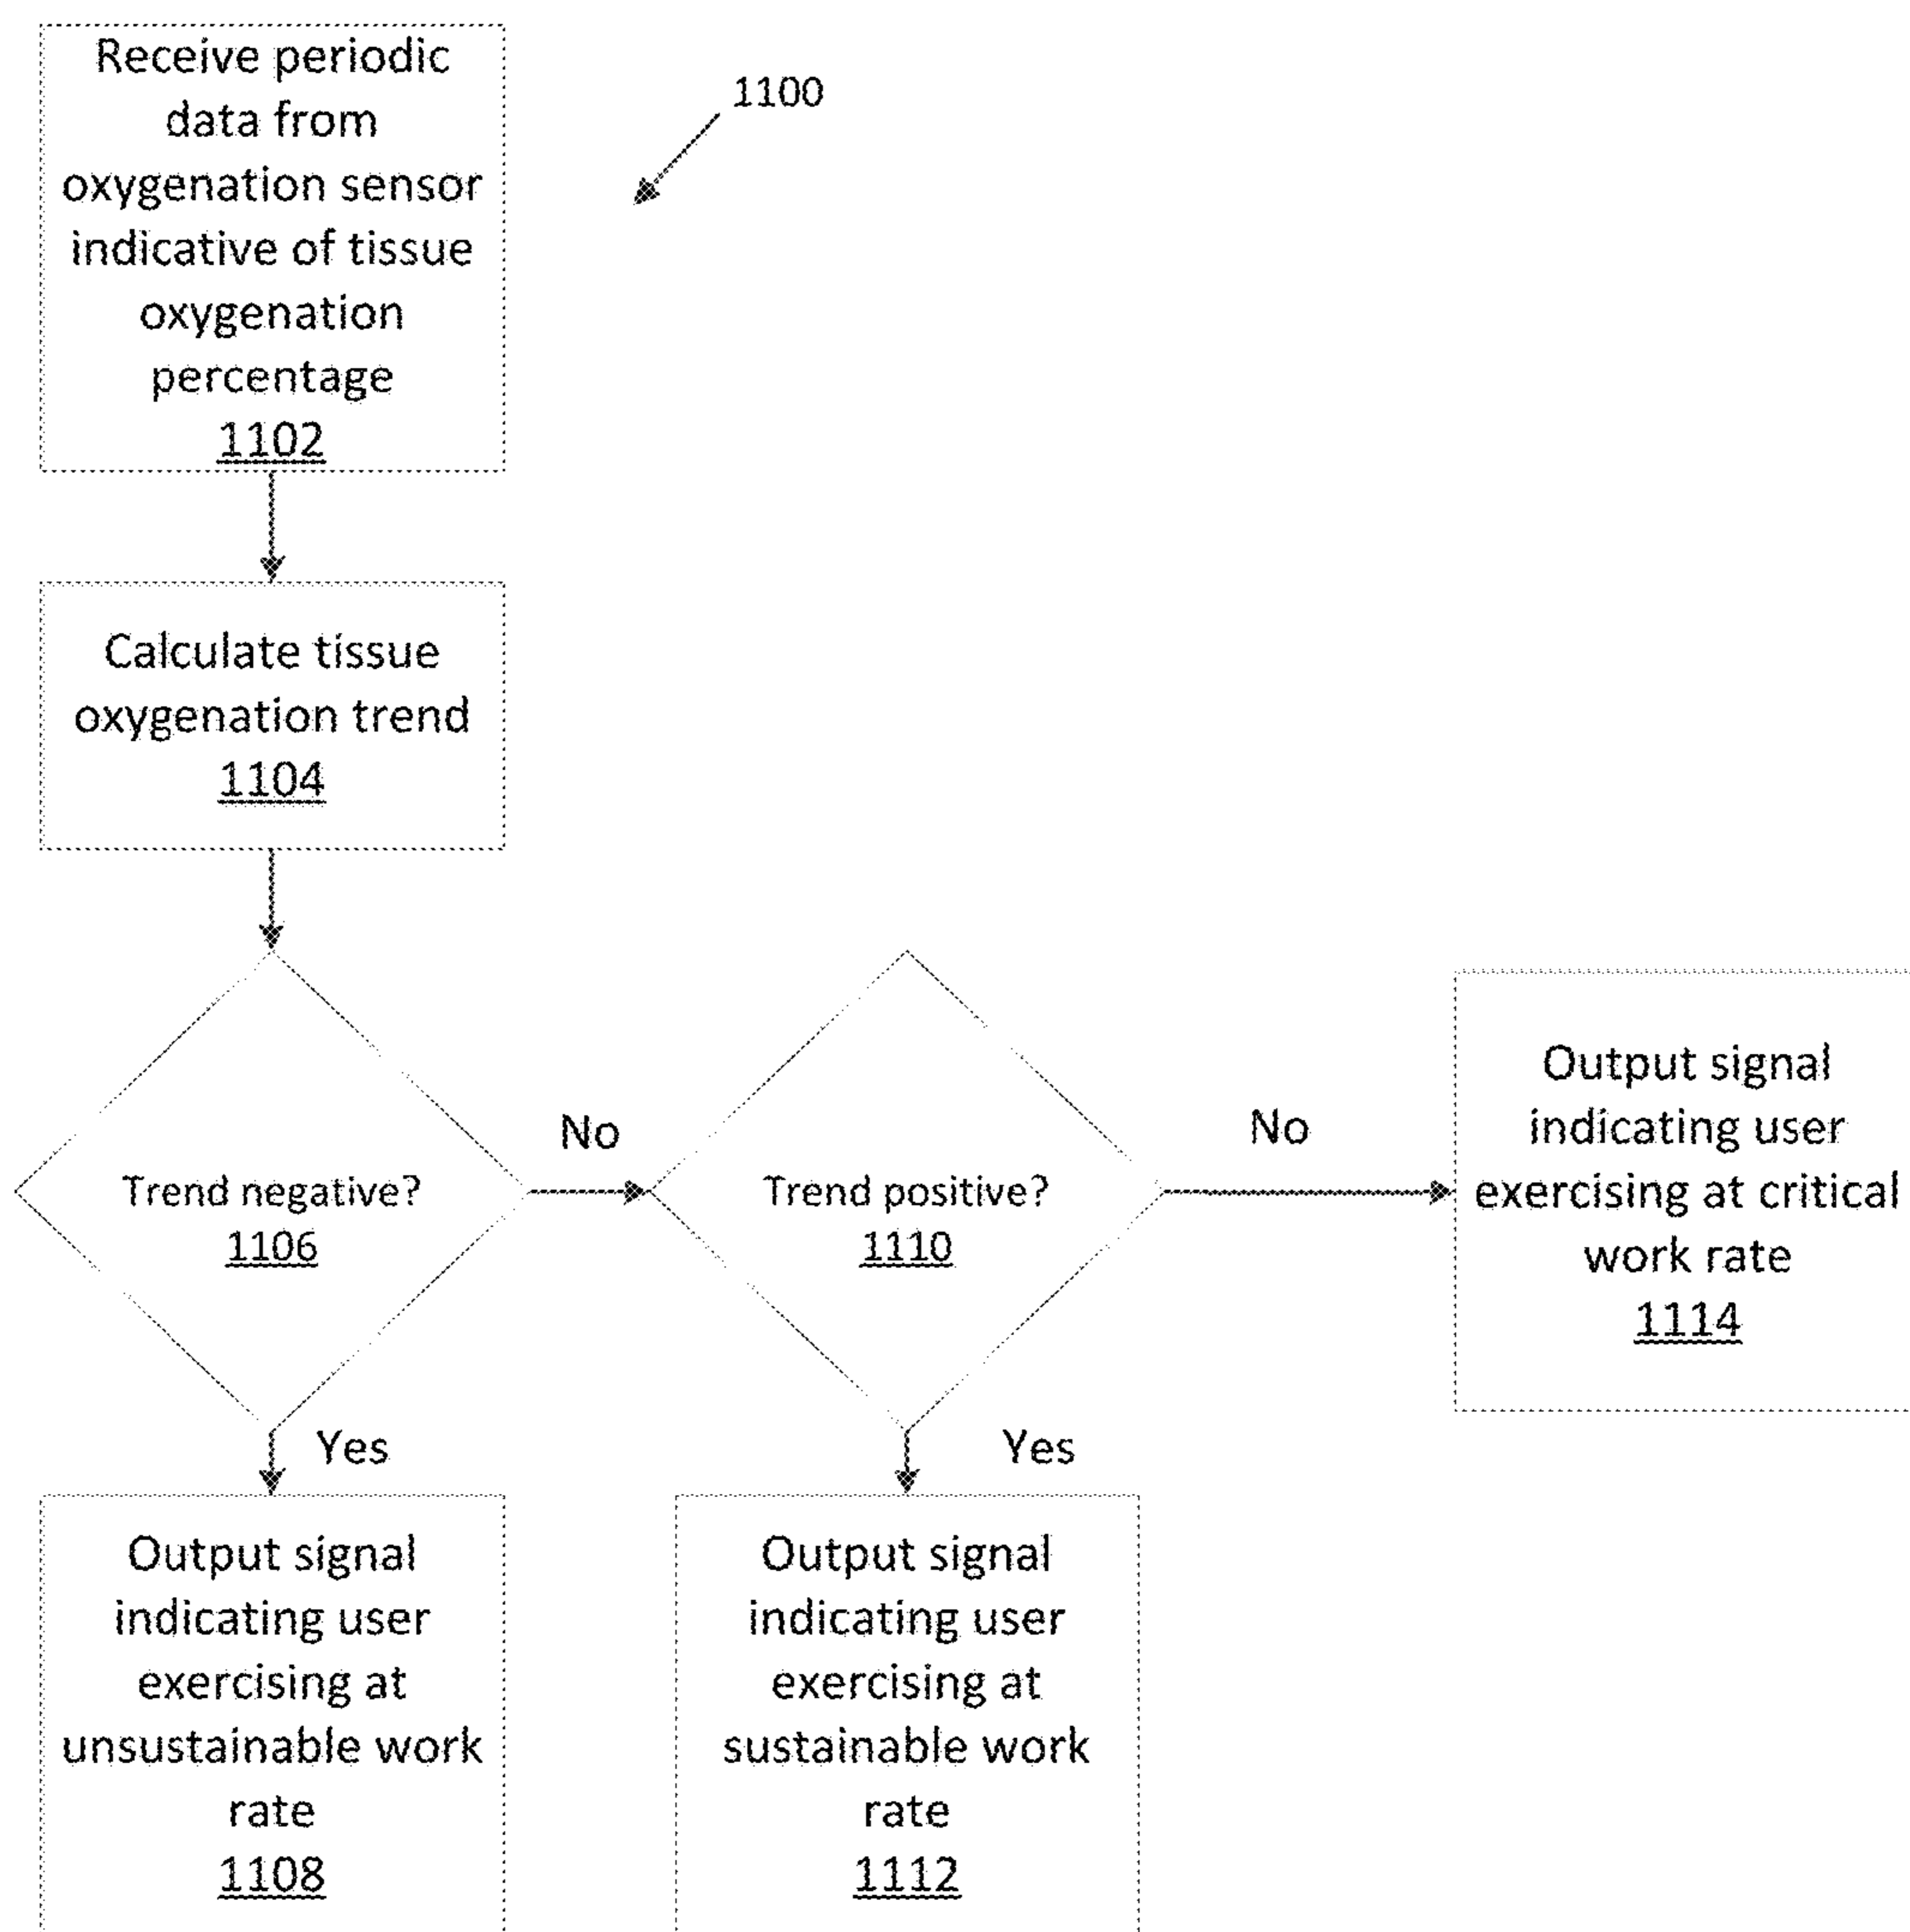 Receive periodic
data from
oxygenation sensor
indicative of tissue
oxygenation
percentage
1102
1100
Calculate tissue
oxygenation trend
1104
Trend negative?
1106
No
Trend positive?
1110
No
Output signal
indicating user
exercising at critical
work rate
1114
Yes
Output signal
indicating user
exercising at
unsustainable work
rate
1108
Yes
Output signal
indicating user
exercising at
sustainable work
rate
1112